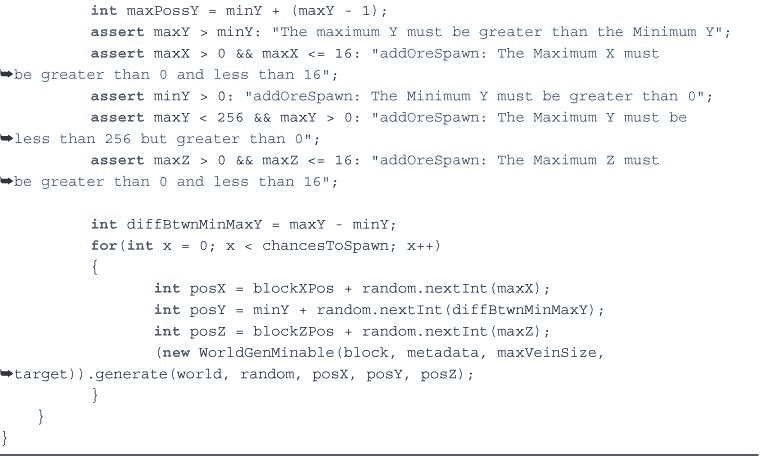 int maxPossY = minY + (maxY - 1);
assert maxY > minY: "The maximum Y must be greater than the Minimum Y";
assert maxX > 0 && maxX <= 16: "addOreSpawn: The Maximum X must
➥be greater than 0 and less than 16";
assert minY > 0: "addOreSpawn: The Minimum Y must be greater than 0";
assert maxY < 256 && maxY > 0: "addOreSpawn: The Maximum Y must be
➥less than 256 but greater than 0";
assert maxZ > 0 && maxZ <= 16: "addOreSpawn: The Maximum Z must
➥be greater than 0 and less than 16";
int diffBtwnMinMaxY = maxY - minY;
for(int x = 0; x < chancesToSpawn; x++)
{
int posX = blockXPos + random.nextInt(maxX);
int posY = minY + random.nextInt(diffBtwnMinMaxY);
int posZ = blockZPos + random.nextInt(maxZ);
(new WorldGenMinable(block, metadata, maxVeinSize,
➥target)).generate(world, random, posX, posY, posZ);
}
}
}